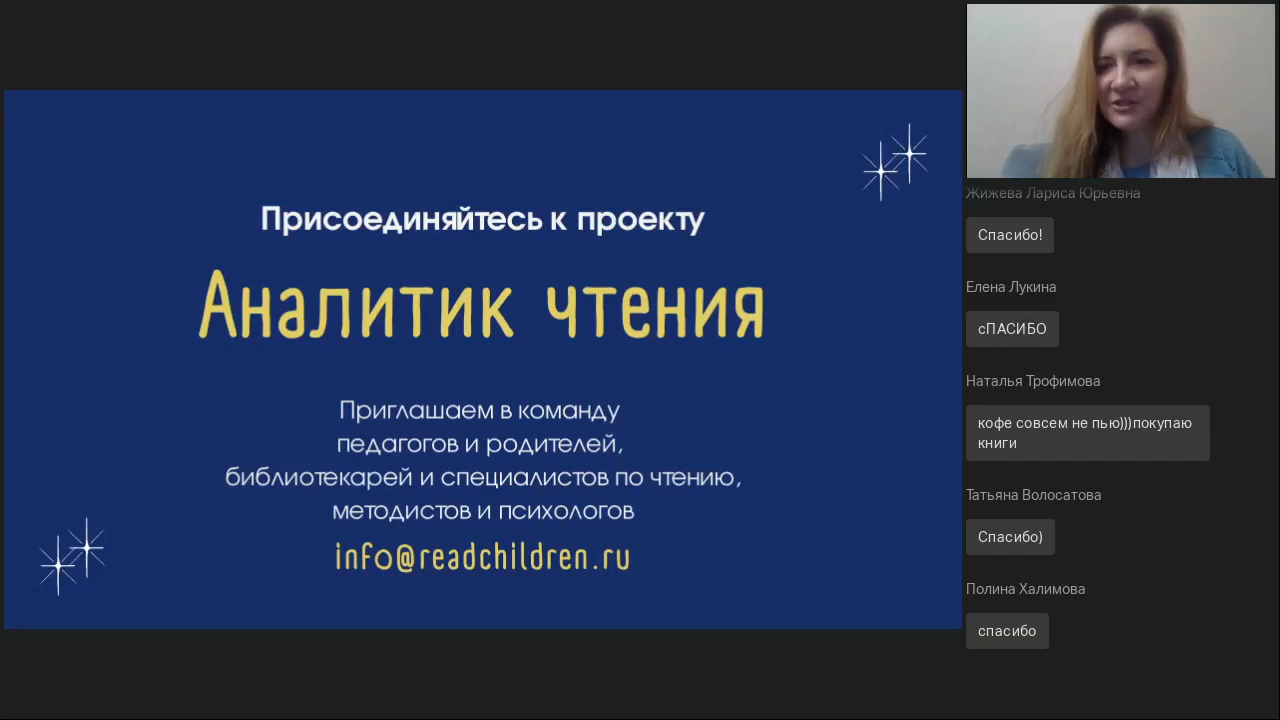 Присоединяйтесь к проекту
Аналитик чтения
Приглашаем в команду
педагогов и родителей,
библиотекарей и специалистов по чтению,
методистов и психологов
info@readchildren.ru
Жижева Лариса Юрьевна
Спасибо!
Елена Лукина
сПАСИБО
Наталья Трофимова
кофе совсем не пью)))покупаю
книги
Татьяна Волосатова
Спасибо)
Полина Халимова
спасибо